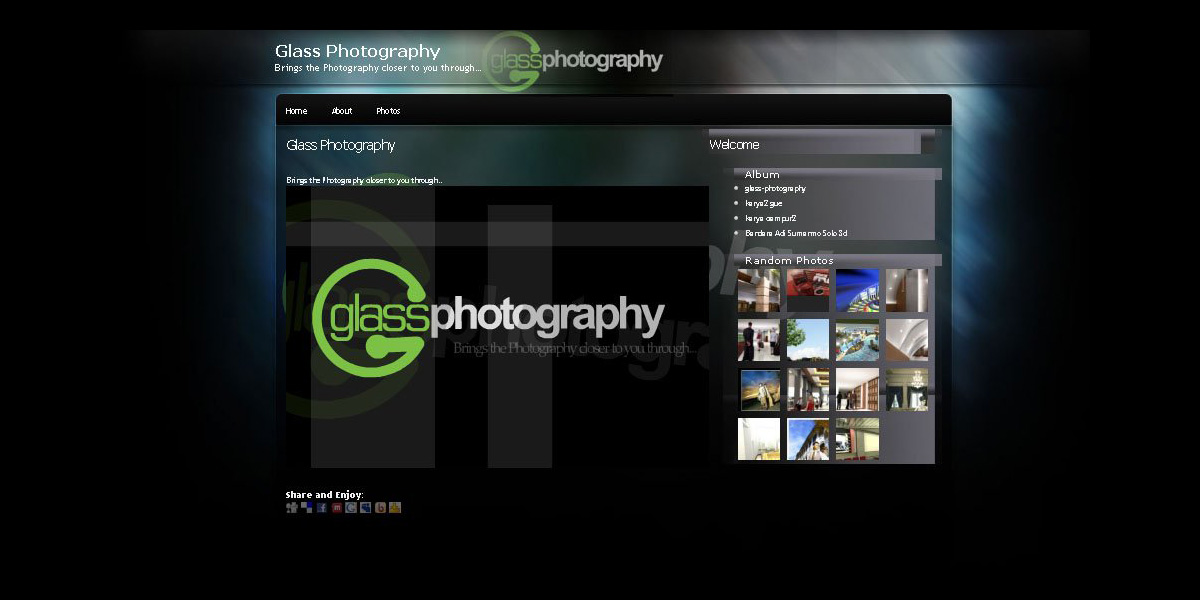 Glass Photography
Brings the Photography closer to you through...
glassphotography
Home About Photos
Glass Photography
Brings the Photography closer to you through..
glassphotography
Brings the Photography closer to you through...
Welcome
Album
glass-photography
karya2 gue
karya campur2
Bandara Adi Sumarmo Solo 3d
Random Photos
Share and Enjoy: